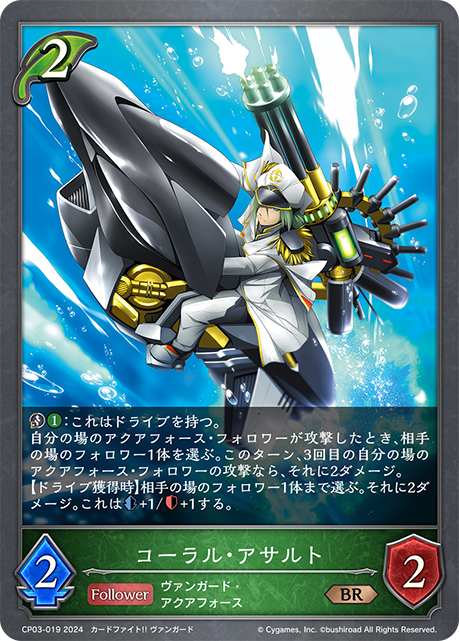 2
1:これはドライブを持つ。
自分の場のアクアフォース・フォロワーが攻撃したとき、相手
の場のフォロワー1体を選ぶ。このターン、3回目の自分の場の
アクアフォース・フォロワーの攻撃なら、それに2ダメージ。
【ドライブ獲得時】相手の場のフォロワー1体まで選ぶ。それに2ダ
メージ。これは+1/+1する。
コーラル・アサルト
2
Follower
ヴァンガード・
アクアフォース
BR
2
CP03-019 2024 カードファイト!! ヴァンガード
© Cygames, Inc. ©bushiroad All Rights Reserved.